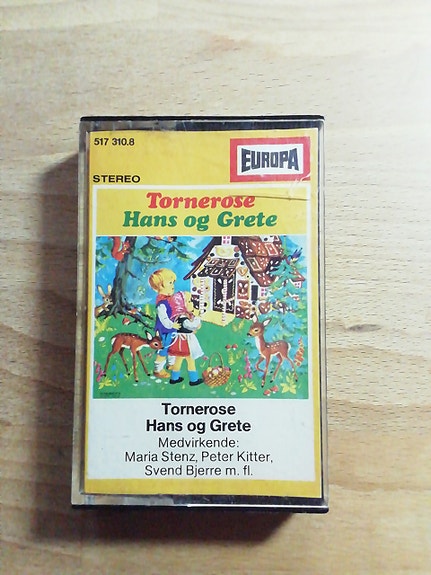 517 310.8
EUROPA
STEREO
Tornerose
Hans og Grete
Tornerose
Hans og Grete
Medvirkende:
Maria Stenz, Peter Kitter,
Svend Bjerre m. fl.